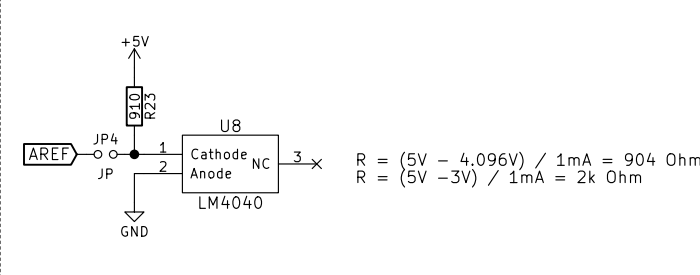 +5V
910
R23
U8
JP4
AREF
1
Cathode
NC
3
R = (5V - 4.096V) / 1mA = 904 Ohm
JP
2
Anode
R = (5V -3V) / 1mA = 2k Ohm
LM4040
GND